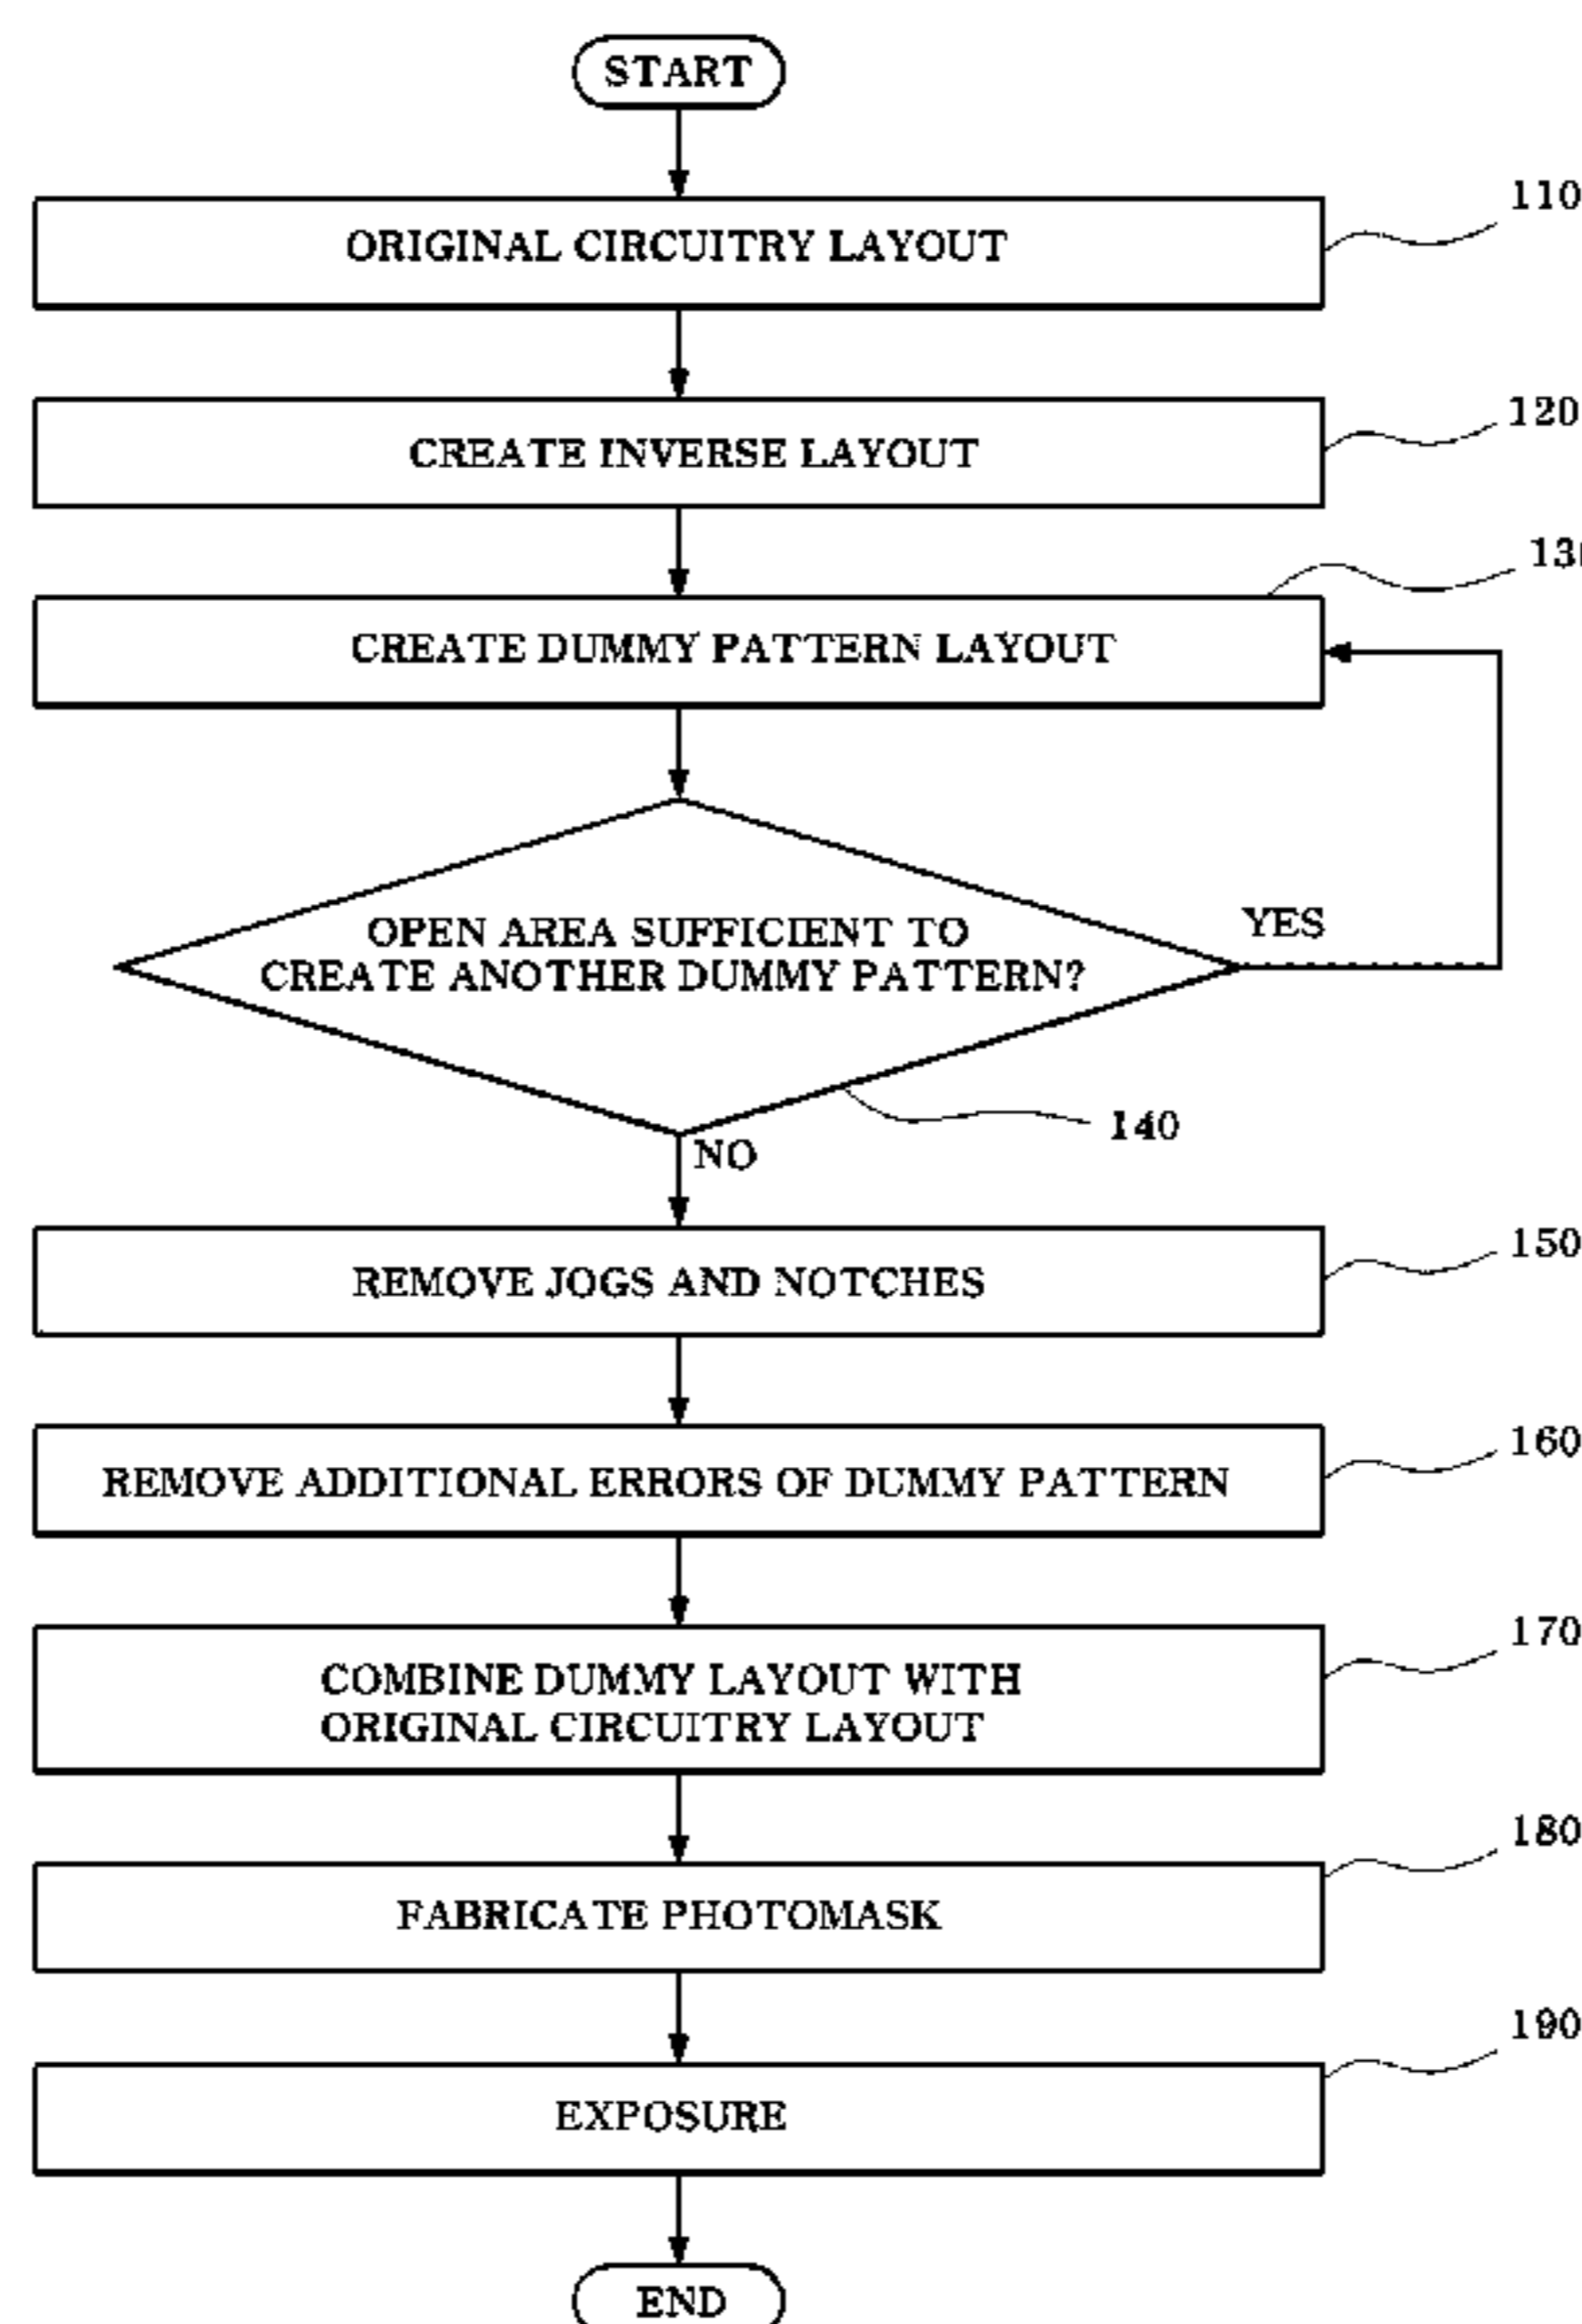 START
110
ORIGINAL CIRCUITRY LAYOUT
120
CREATE INVERSE LAYOUT
CREATE DUMMY PATTERN LAYOUT
YES
OPEN AREA SUFFICIENT TO
CREATE ANOTHER DUMMY PATTERN?
140
NO
150
REMOVE JOGS AND NOTCHES
160
REMOVE ADDITIONAL ERRORS OF DUMMY PATTERN
170
COMBINE DUMMY LAYOUT WITH
ORIGINAL CIRCUITRY LAYOUT
180
FABRICATE PHOTOMASK
190
EXPOSURE
END